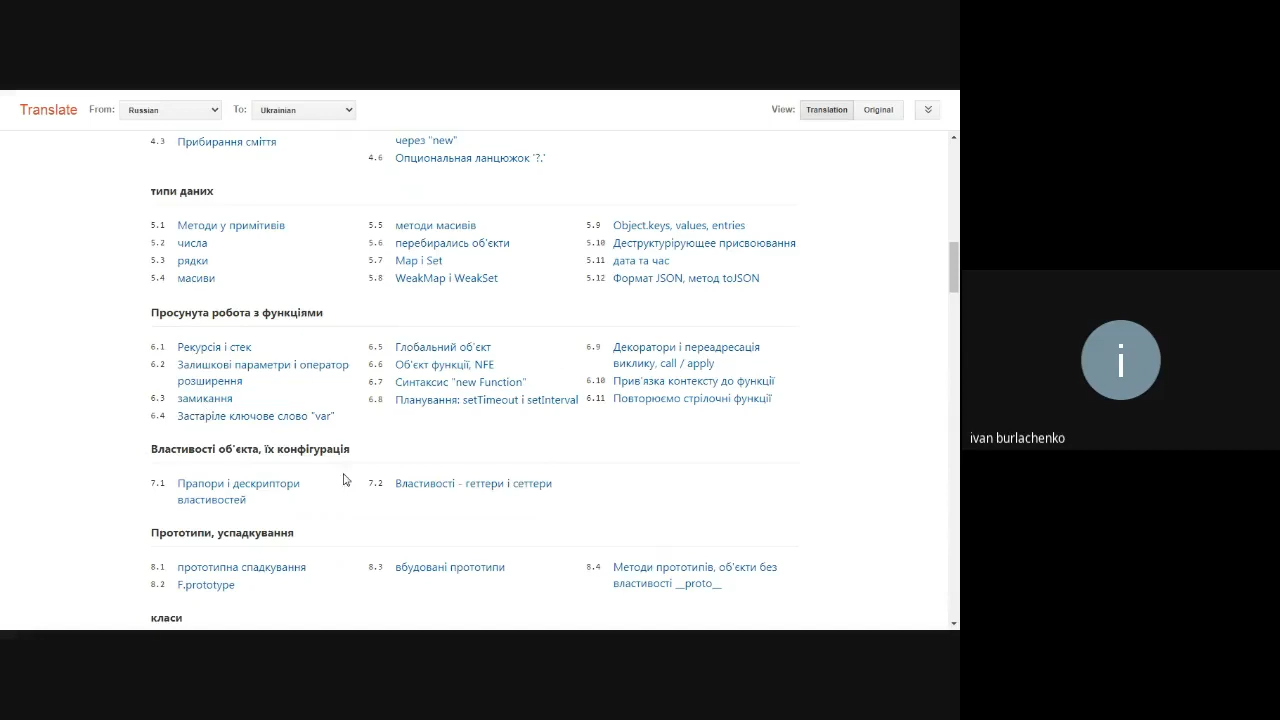 Translate From: Russian To: Ukrainian View: Translation Original
4.3 Прибирання сміття
через "new"
4.6 Опциональная ланцюжок '?.'
типи даних
5.1 Методи у примітивів
5.2 числа
5.3 рядки
5.4 масиви
5.5 методи масивів
5.6 перебирались об'єкти
5.7 Map і Set
5.8 WeakMap і WeakSet
5.9 Object.keys, values, entries
5.10 Деструктурірующее присвоювання
5.11 дата та час
5.12 Формат JSON, метод toJSON
Просунута робота з функціями
6.1 Рекурсія і стек
6.2 Залишкові параметри і оператор
розширення
6.3 замикання
6.4 Застаріле ключове слово "var"
6.5 Глобальний об'єкт
6.6 Об'єкт функції, NFE
6.7 Синтаксис "new Function"
6.8 Планування: setTimeout і setInterval
6.9 Декоратори і переадресація
виклику, call / apply
6.10 Прив'язка контексту до функції
6.11 Повторюємо стрілочні функції
Властивості об'єкта, їх конфігурація
7.1 Прапори і дескриптори
властивостей
7.2 Властивості - геттери і сеттери
Прототипи, успадкування
8.1 прототипна спадкування
8.2 F.prototype
8.3 вбудовані прототипи
8.4 Методи прототипів, об'єкти без
властивості __proto__
класи
i
ivan burlachenko